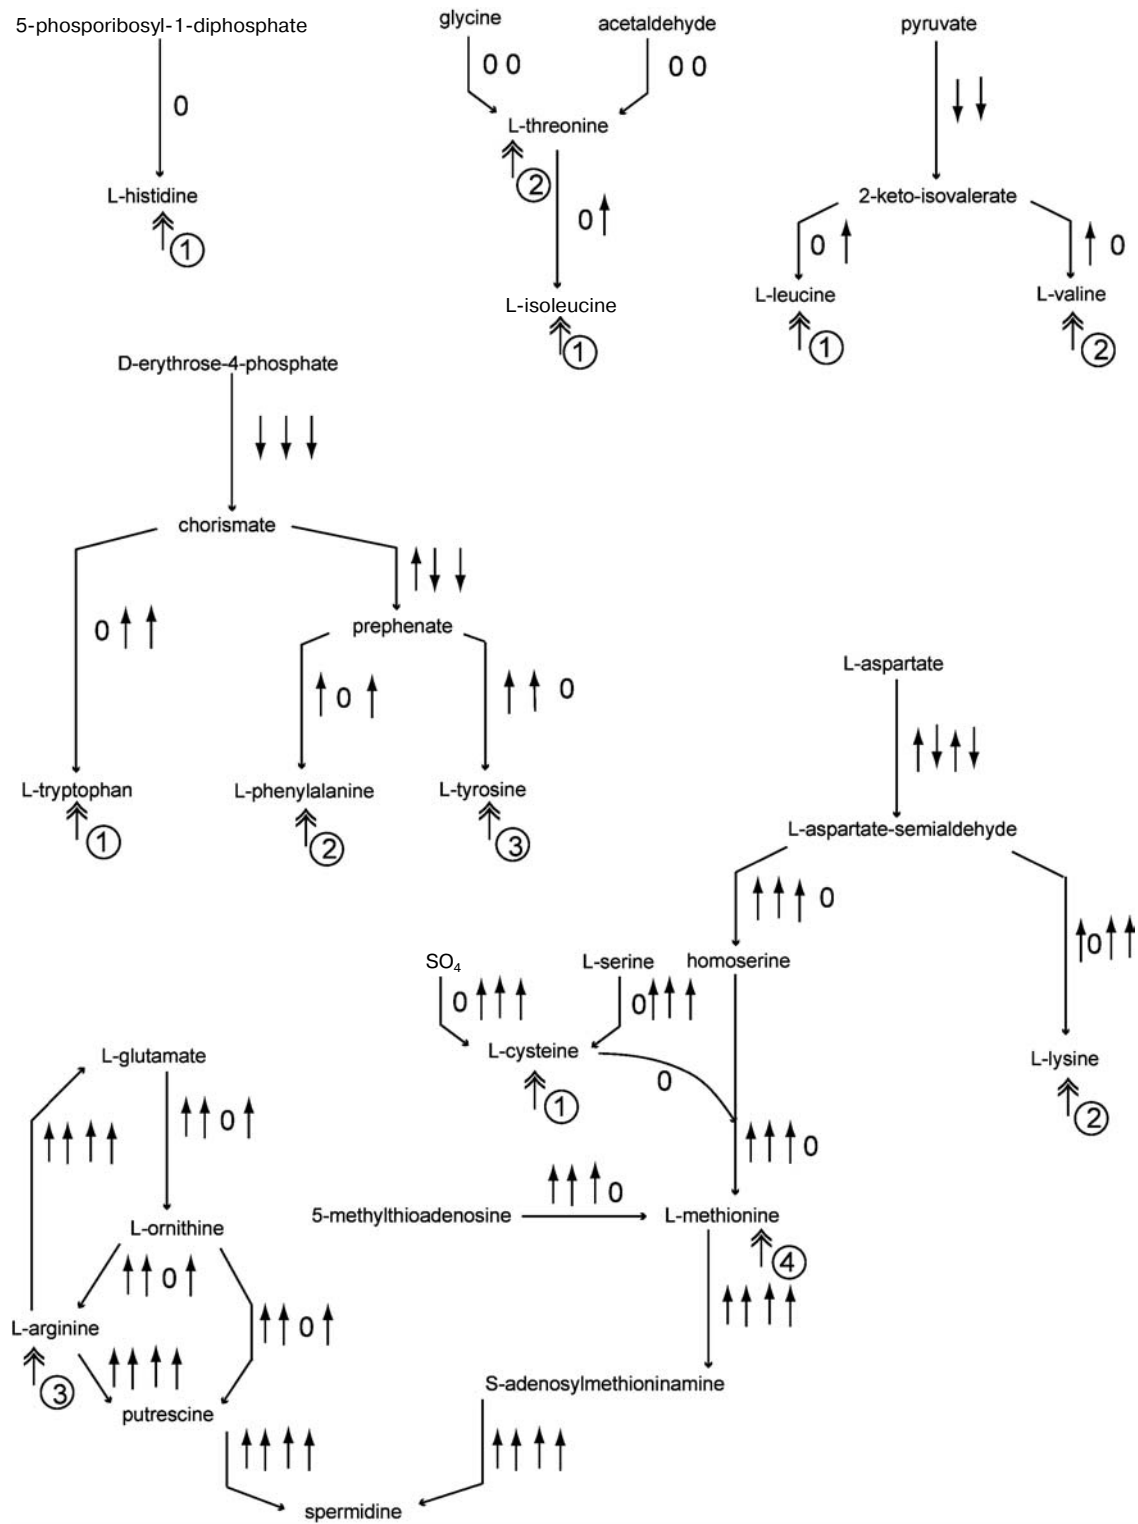 5-phosporibosyl-1-diphosphate
glycine
acetaldehyde
pyruvate
0
0 0
0 0
L-threonine
2
L-histidine
1
0
2-keto-isovalerate
0
0
L-isoleucine
1
L-leucine
1
L-valine
2
D-erythrose-4-phosphate
chorismate
0
prephenate
0
0
L-tryptophan
1
L-phenylalanine
2
L-tyrosine
3
L-aspartate
L-aspartate-semialdehyde
0
0
SO4
L-serine
homoserine
0
0
L-cysteine
1
0
L-lysine
2
L-glutamate
0
0
0
5-methylthioadenosine
L-methionine
4
L-ornithine
0
0
L-arginine
3
putrescine
S-adenosylmethioninamine
spermidine